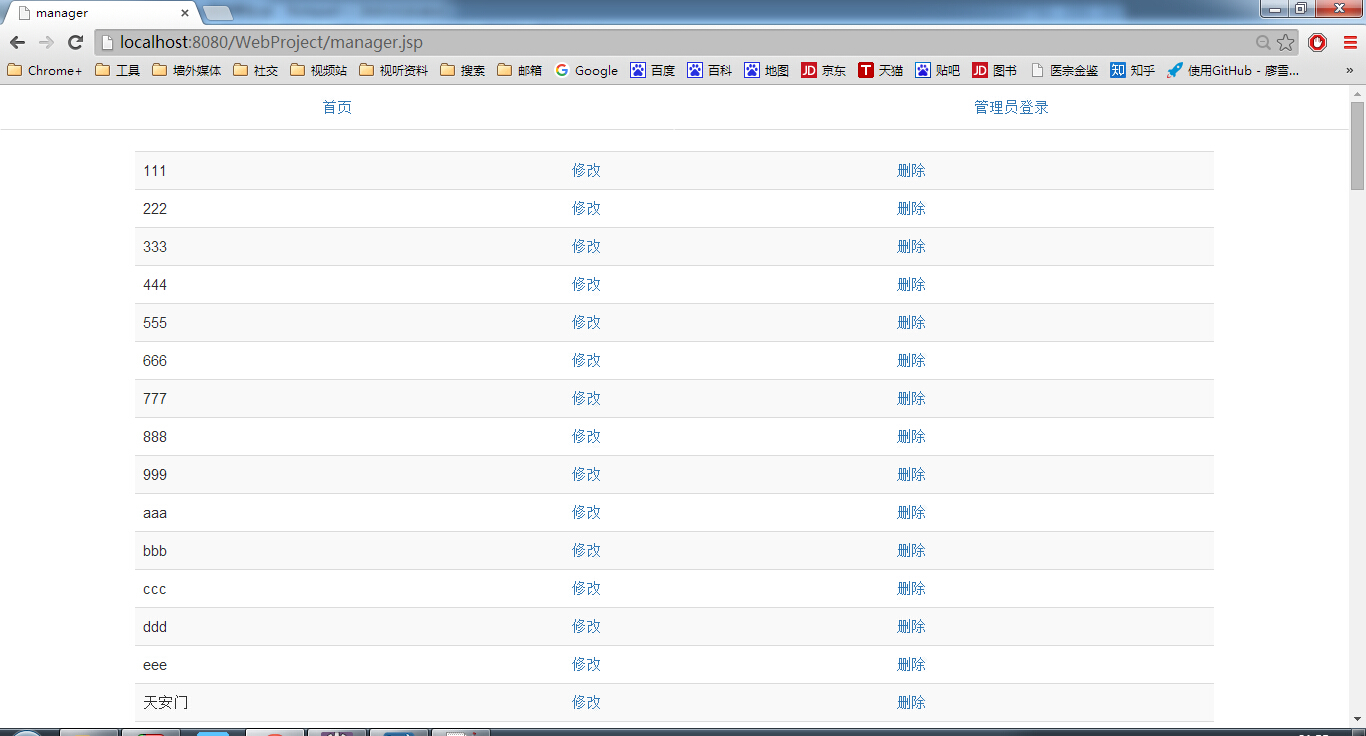 manager
localhost:8080/WebProject/manager.jsp
Chrome+ 工具 墙外媒体 社交 视频站 视听资料 搜索 邮箱 Google 百度 百科 地图 京东 天猫 贴吧 图书 医宗金鉴 知乎 使用GitHub - 廖雪... »
首页 管理员登录
111 修改 删除
222 修改 删除
333 修改 删除
444 修改 删除
555 修改 删除
666 修改 删除
777 修改 删除
888 修改 删除
999 修改 删除
aaa 修改 删除
bbb 修改 删除
ccc 修改 删除
ddd 修改 删除
eee 修改 删除
天安门 修改 删除